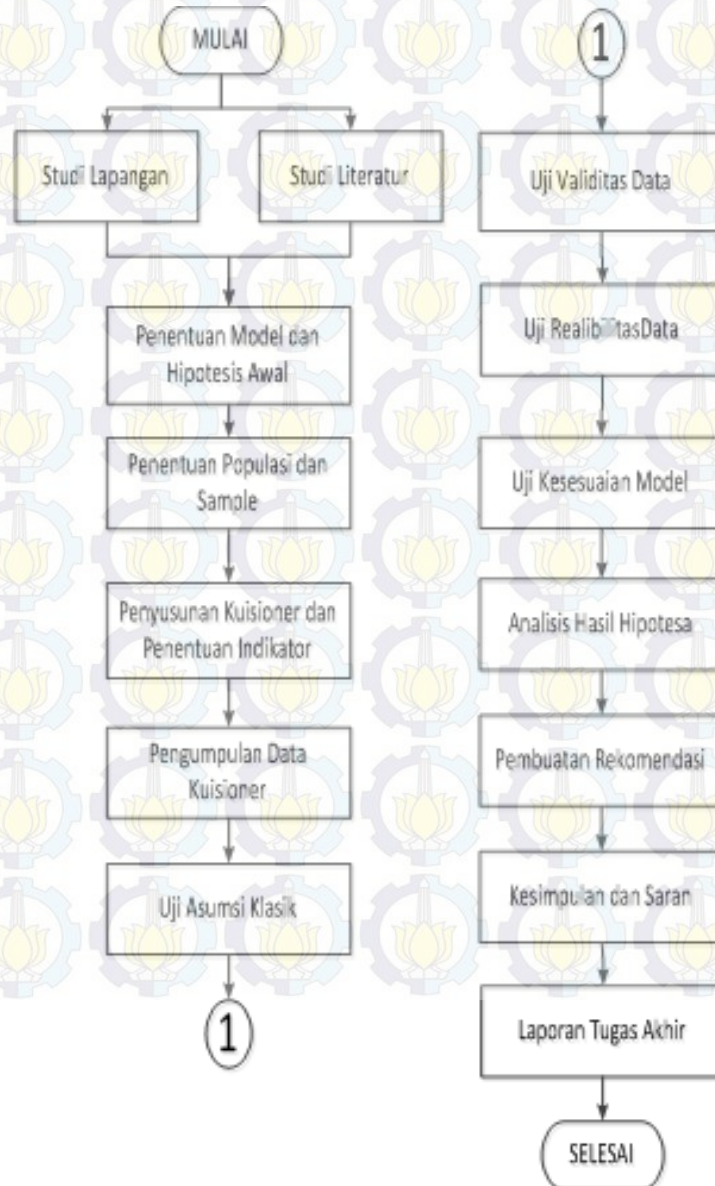 MULAI
Studi Lapangan
Studi Literatur
Penentuan Model dan
Hipotesis Awal
Penentuan Populasi dan
Sample
Penyusunan Kuisioner dan
Penentuan Indikator
Pengumpulan Data
Kuisioner
Uji Asumsi Klasik
1
1
Uji Validitas Data
Uji RealibilitasData
Uji Kesesuaian Model
Analisis Hasil Hipotesa
Pembuatan Rekomendasi
Kesimpulan dan Saran
Laporan Tugas Akhir
SELESAI